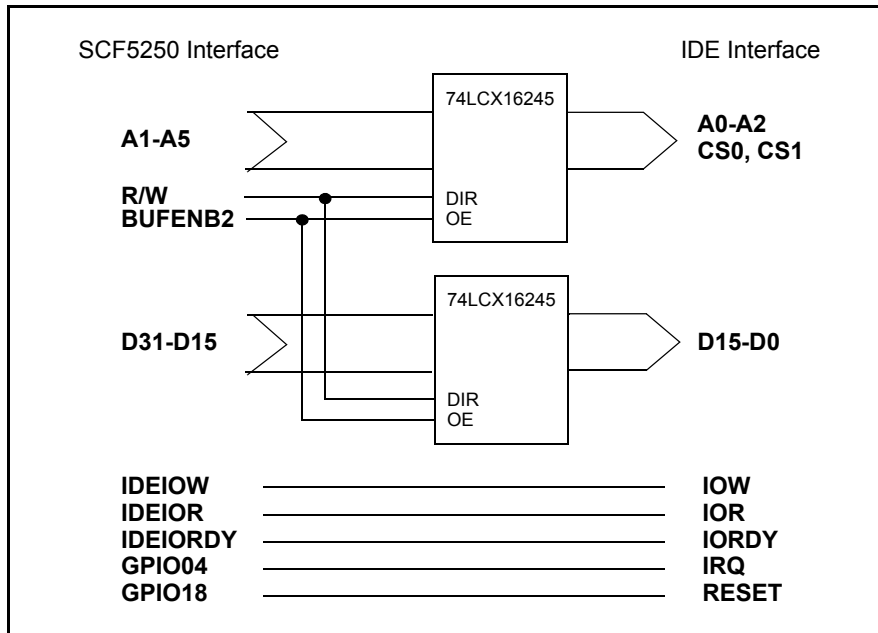 SCF5250 Interface IDE Interface
74LCX16245
A1-A5
A0-A2
CS0, CS1
R/W
BUFENB2
DIR
OE
74LCX16245
D31-D15
D15-D0
DIR
OE
IDEIOW IOW
IDEIOR IOR
IDEIORDY IORDY
GPIO04 IRQ
GPIO18 RESET